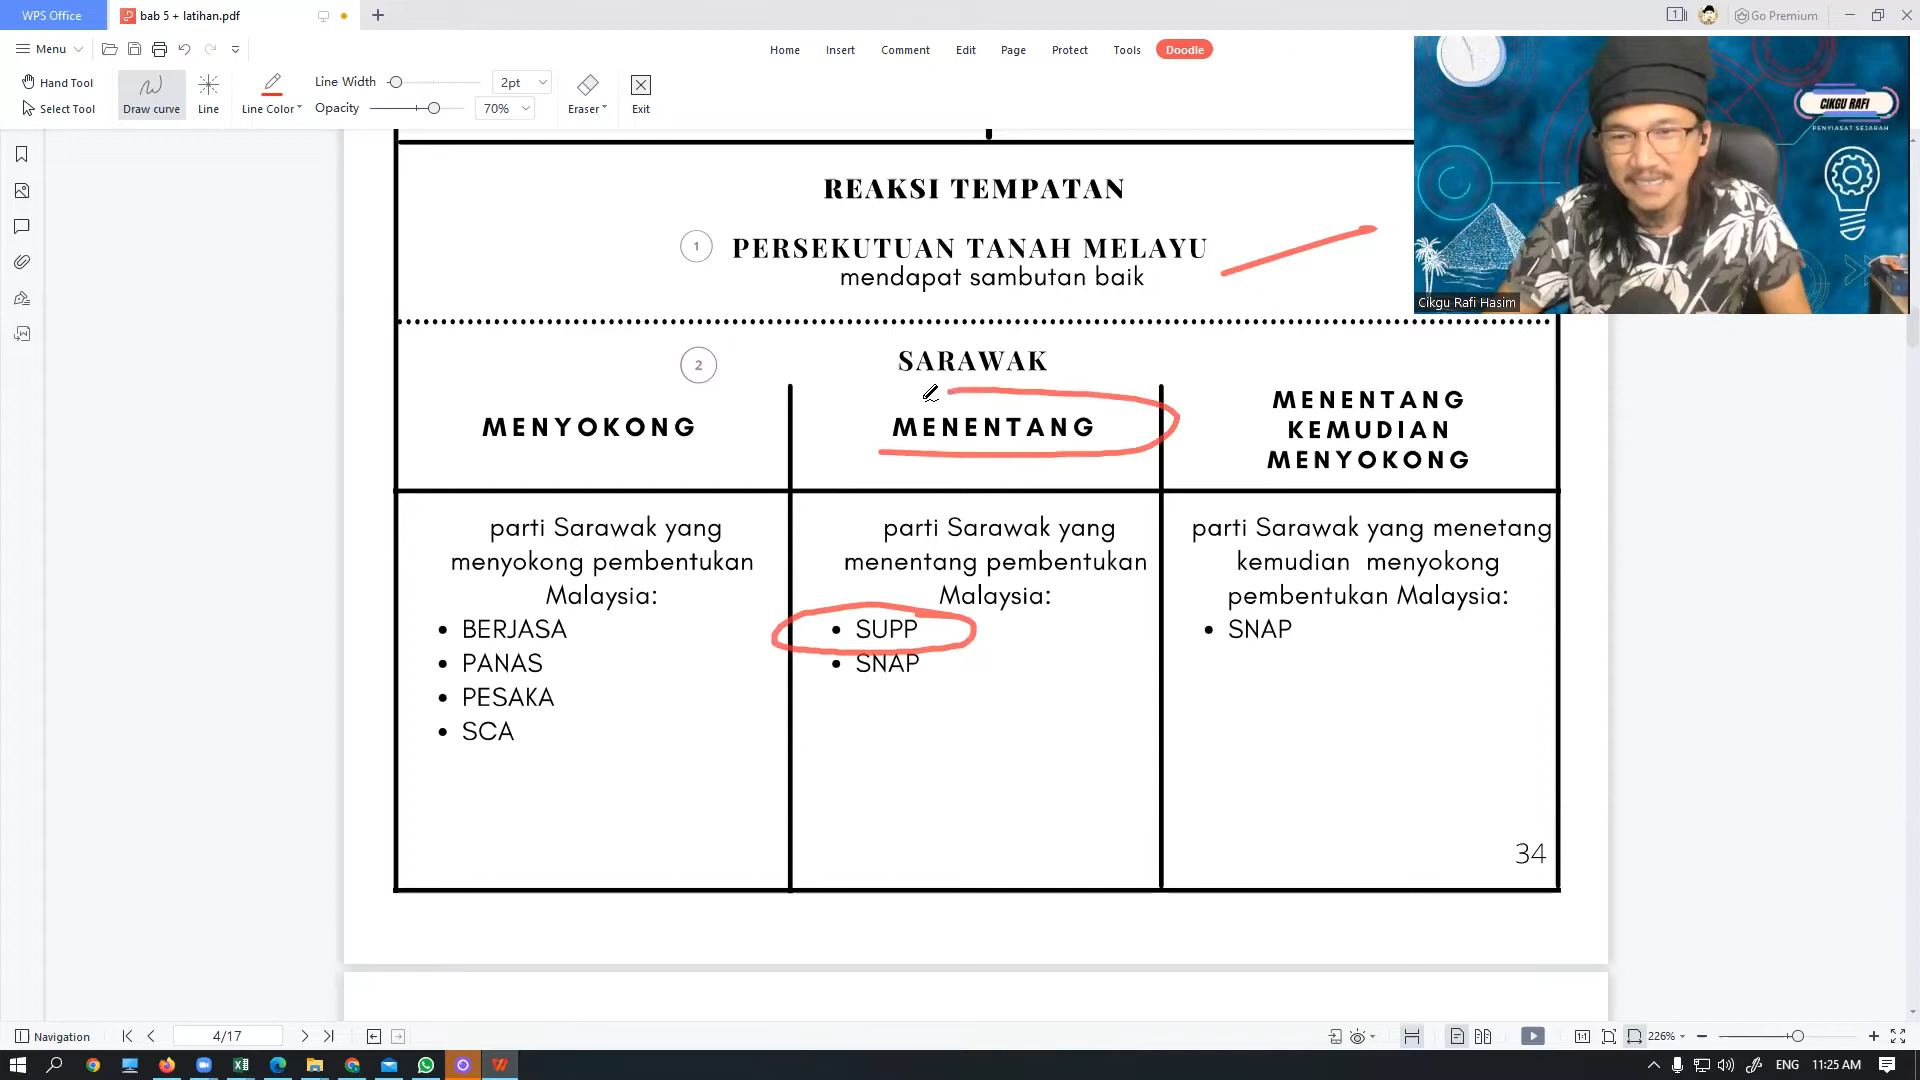 WPS Office
bab 5 + latihan.pdf
1
Go Premium
Menu
Home
Insert
Comment
Edit
Page
Protect
Tools
Doodle
Hand Tool
Select Tool
Draw curve
Line
Line Color
Line Width
2pt
Opacity
70%
Eraser
Exit
CIKGU RAFI
PENYIASAT SEJARAH
Cikgu Rafi Hasim
REAKSI TEMPATAN
1
PERSEKUTUAN TANAH MELAYU
mendapat sambutan baik
2
SARAWAK
MENYOKONG
MENENTANG
MENENTANG
KEMUDIAN
MENYOKONG
parti Sarawak yang
menyokong pembentukan
Malaysia:
• BERJASA
• PANAS
• PESAKA
• SCA
parti Sarawak yang
menentang pembentukan
Malaysia:
• SUPP
• SNAP
parti Sarawak yang menetang
kemudian menyokong
pembentukan Malaysia:
• SNAP
34
Navigation
4/17
226%
ENG
11:25 AM